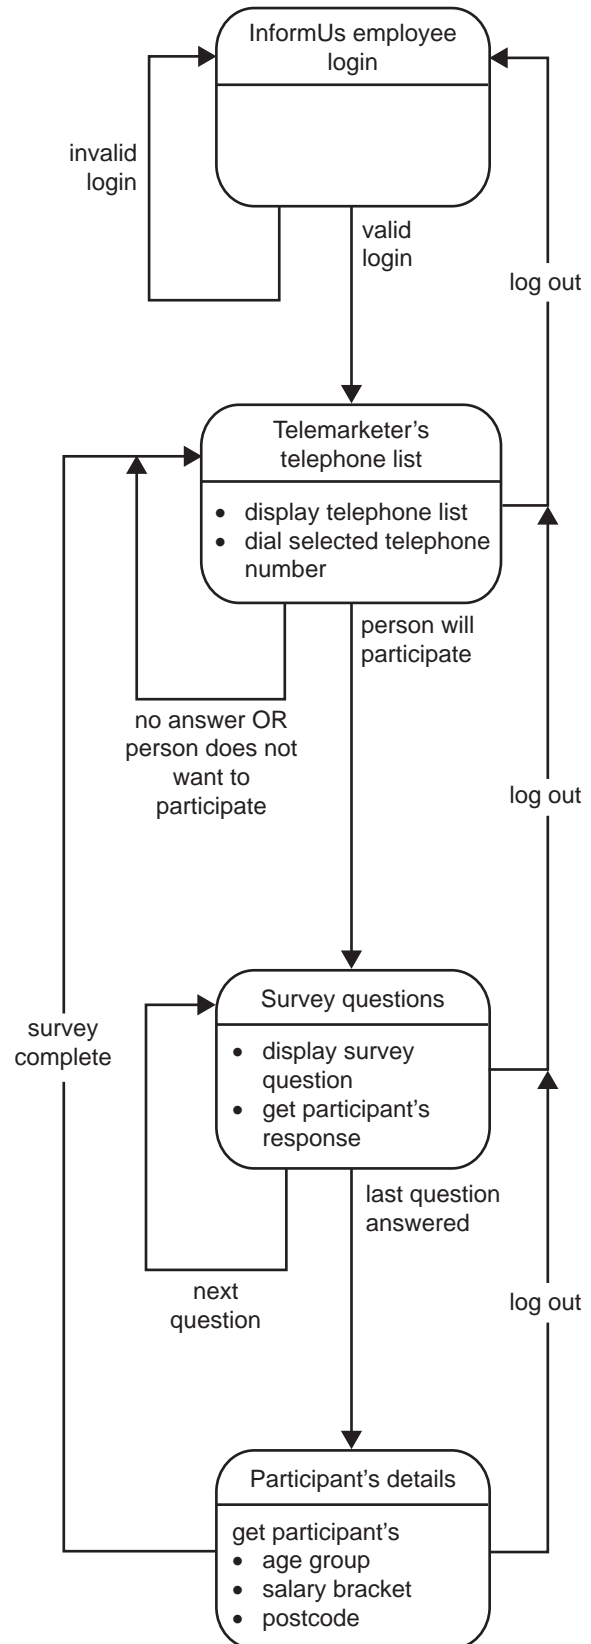 InformUs employee
login
invalid
login
valid
login
log out
Telemarketer’s
telephone list
• display telephone list
• dial selected telephone
number
person will
participate
no answer OR
person does not
want to
participate
log out
Survey questions
• display survey
question
• get participant’s
response
survey
complete
last question
answered
next
question
log out
Participant’s details
get participant’s
• age group
• salary bracket
• postcode